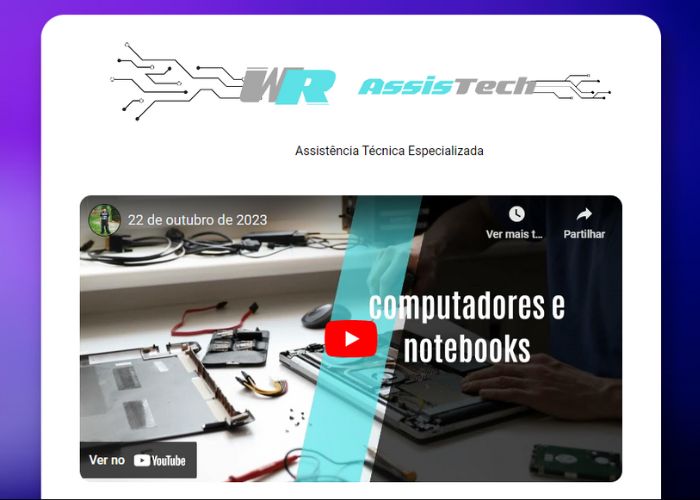 WR AssisTech
Assistência Técnica Especializada
22 de outubro de 2023
Ver mais t...
Partilhar
computadores e
notebooks
Ver no YouTube